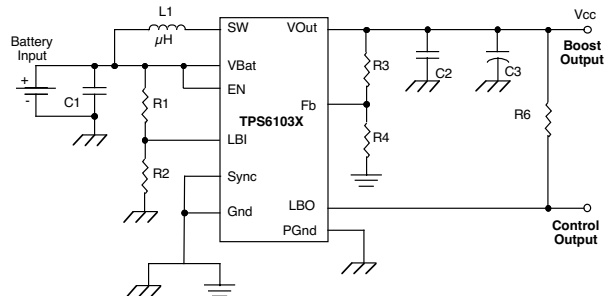 L1
µH
Battery
Input
+
-
C1
R1
R2
SW
VBat
EN
LBI
Sync
Gnd
TPS6103X
VOut
Fb
LBO
PGnd
R3
R4
C2
C3
R6
Vcc
Boost
Output
Control
Output